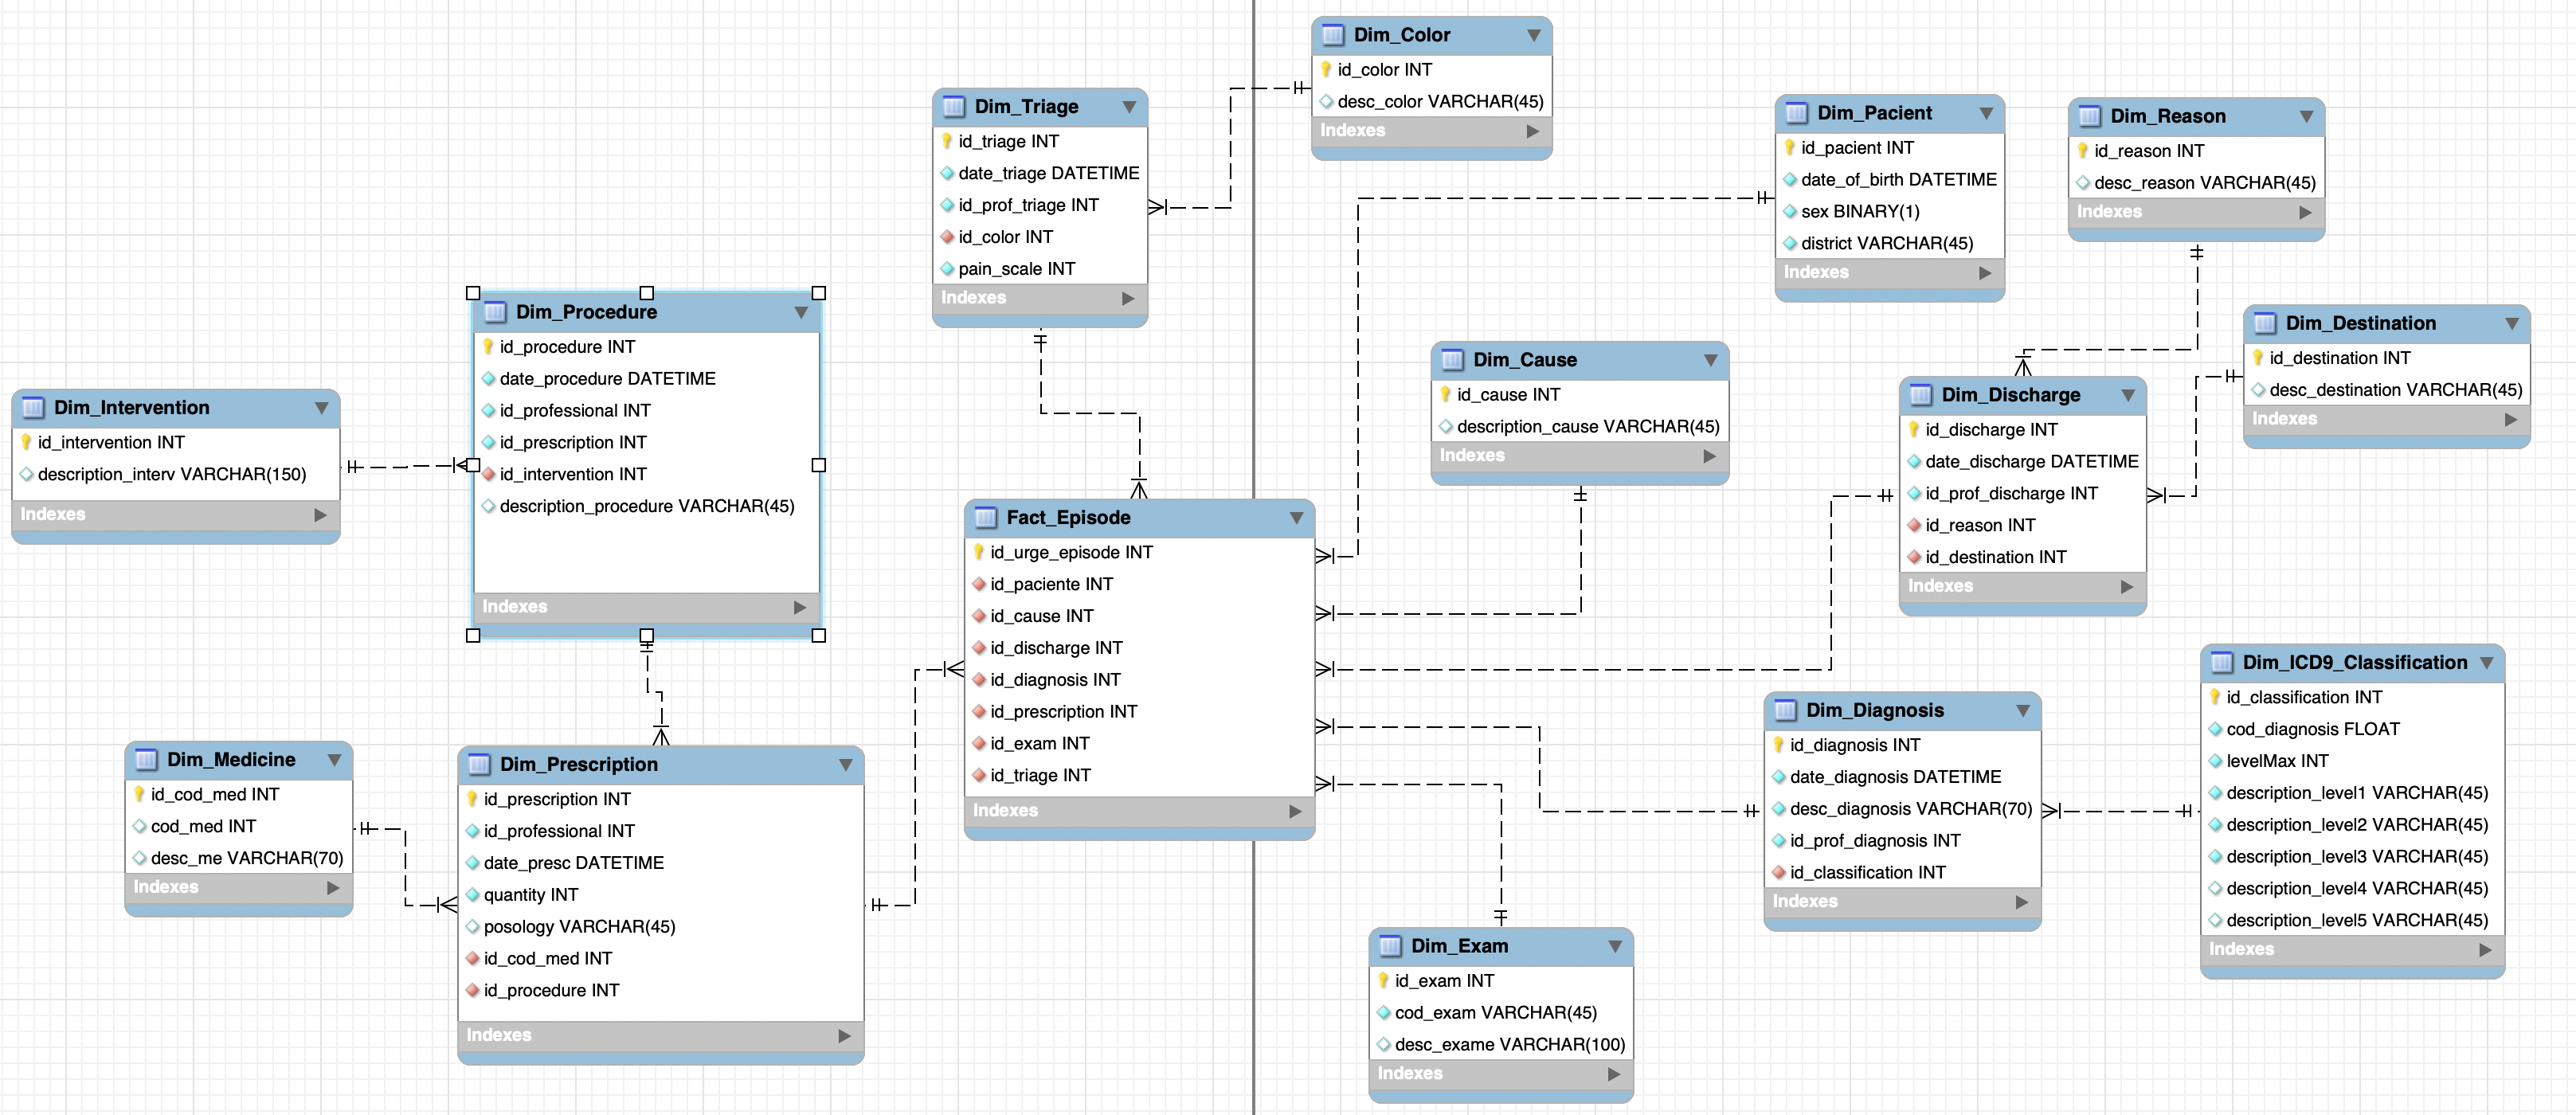 Dim_Color
id_color INT
desc_color VARCHAR(45)
Indexes
Dim_Triage
id_triage INT
date_triage DATETIME
id_prof_triage INT
id_color INT
pain_scale INT
Indexes
Dim_Pacient
id_pacient INT
date_of_birth DATETIME
sex BINARY(1)
district VARCHAR(45)
Indexes
Dim_Reason
id_reason INT
desc_reason VARCHAR(45)
Indexes
Dim_Procedure
id_procedure INT
date_procedure DATETIME
id_professional INT
id_prescription INT
id_intervention INT
description_procedure VARCHAR(45)
Indexes
Dim_Destination
id_destination INT
desc_destination VARCHAR(45)
Indexes
Dim_Cause
id_cause INT
description_cause VARCHAR(45)
Indexes
Dim_Discharge
id_discharge INT
date_discharge DATETIME
id_prof_discharge INT
id_reason INT
id_destination INT
Indexes
Dim_Intervention
id_intervention INT
description_interv VARCHAR(150)
Indexes
Fact_Episode
id_urge_episode INT
id_paciente INT
id_cause INT
id_discharge INT
id_diagnosis INT
id_prescription INT
id_exam INT
id_triage INT
Indexes
Dim_ICD9_Classification
id_classification INT
cod_diagnosis FLOAT
levelMax INT
description_level1 VARCHAR(45)
description_level2 VARCHAR(45)
description_level3 VARCHAR(45)
description_level4 VARCHAR(45)
description_level5 VARCHAR(45)
Indexes
Dim_Diagnosis
id_diagnosis INT
date_diagnosis DATETIME
desc_diagnosis VARCHAR(70)
id_prof_diagnosis INT
id_classification INT
Indexes
Dim_Medicine
id_cod_med INT
cod_med INT
desc_me VARCHAR(70)
Indexes
Dim_Prescription
id_prescription INT
id_professional INT
date_presc DATETIME
quantity INT
posology VARCHAR(45)
id_cod_med INT
id_procedure INT
Indexes
Dim_Exam
id_exam INT
cod_exam VARCHAR(45)
desc_exame VARCHAR(100)
Indexes